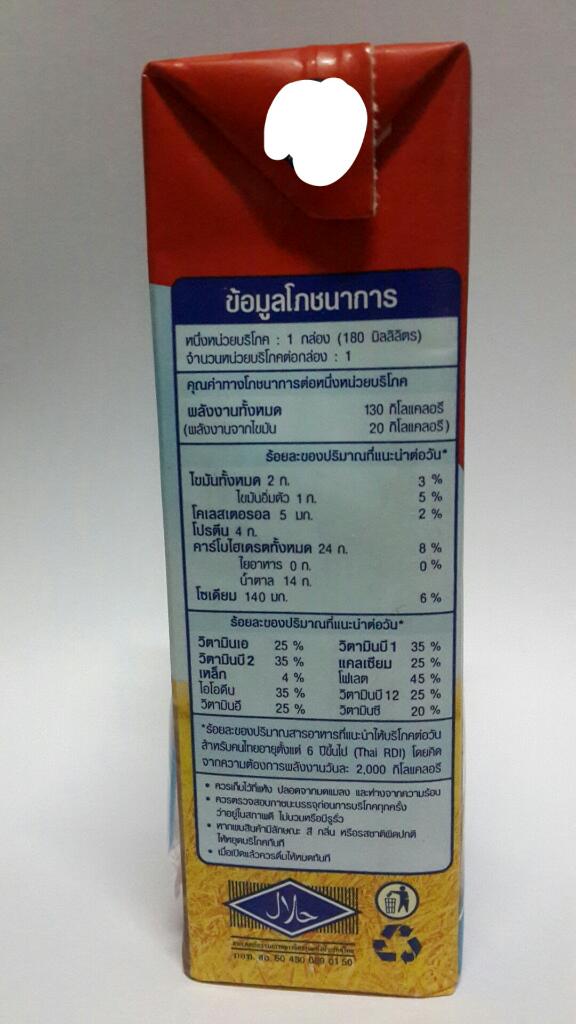 ข้อมูลโภชนาการ
หนึ่งหน่วยบริโภค : 1 กล่อง (180 มิลลิลิตร)
จำนวนหน่วยบริโภคต่อกล่อง : 1
คุณค่าทางโภชนาการต่อหนึ่งหน่วยบริโภค
พลังงานทั้งหมด 130 กิโลแคลอรี
(พลังงานจากไขมัน 20 กิโลแคลอรี)
ร้อยละของปริมาณที่แนะนำต่อวัน*
ไขมันทั้งหมด 2 ก. 3 %
ไขมันอิ่มตัว 1 ก. 5 %
โคเลสเตอรอล 5 มก. 2 %
โปรตีน 4 ก.
คาร์โบไฮเดรตทั้งหมด 24 ก. 8 %
ใยอาหาร 0 ก. 0 %
น้ำตาล 14 ก.
โซเดียม 140 มก. 6 %
ร้อยละของปริมาณที่แนะนำต่อวัน*
วิตามินเอ 25 % วิตามินบี 1 35 %
วิตามินบี 2 35 % แคลเซียม 25 %
เหล็ก 4 % โฟเลต 45 %
ไอโอดีน 35 % วิตามินบี 12 25 %
วิตามินอี 25 % วิตามินซี 20 %
*ร้อยละของปริมาณสารอาหารที่แนะนำให้บริโภคต่อวัน
สำหรับคนไทยอายุตั้งแต่ 6 ปีขึ้นไป (Thai RDI) โดยคิด
จากความต้องการพลังงานวันละ 2,000 กิโลแคลอรี
• ควรเก็บไว้ที่แห้ง ปลอดจากมดแมลง และห่างจากความร้อน
• ควรตรวจสอบภาชนะบรรจุก่อนการบริโภคทุกครั้ง
ว่าอยู่ในสภาพดี ไม่บวมหรือมีรูรั่ว
• หากพบสินค้ามีลักษณะ สี กลิ่น หรือรสชาติผิดปกติ
ให้หยุดบริโภคทันที
• เมื่อเปิดแล้วควรดื่มให้หมดทันที
حلال